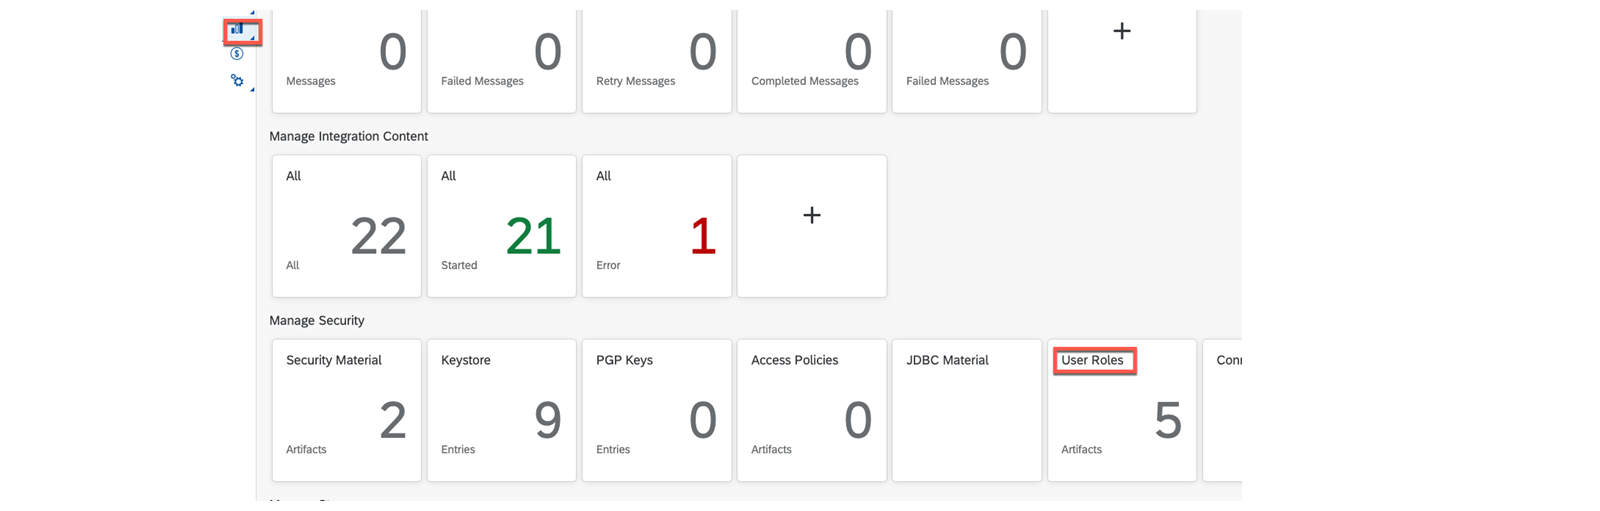 0 0 0 0 0 +
Messages Failed Messages Retry Messages Completed Messages Failed Messages
Manage Integration Content
All All All
22 21 1 +
All Started Error
Manage Security
Security Material Keystore PGP Keys Access Policies JDBC Material User Roles Conn
2 9 0 0 5
Artifacts Entries Entries Artifacts Artifacts